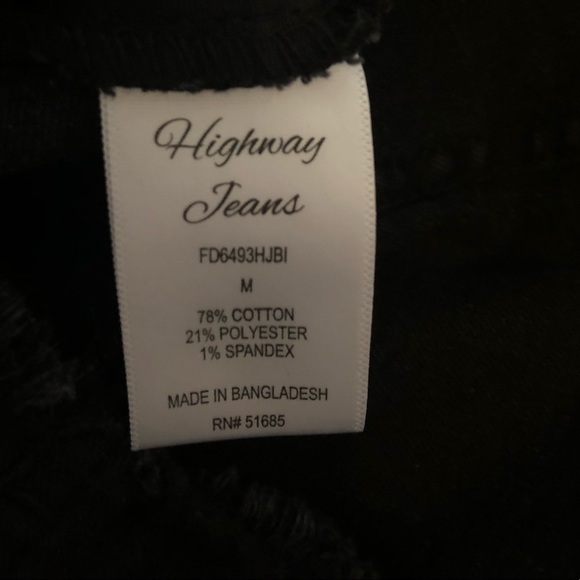 Highway
Jeans
FD6493HJBI
M
78% COTTON
21% POLYESTER
1% SPANDEX
MADE IN BANGLADESH
RN# 51685